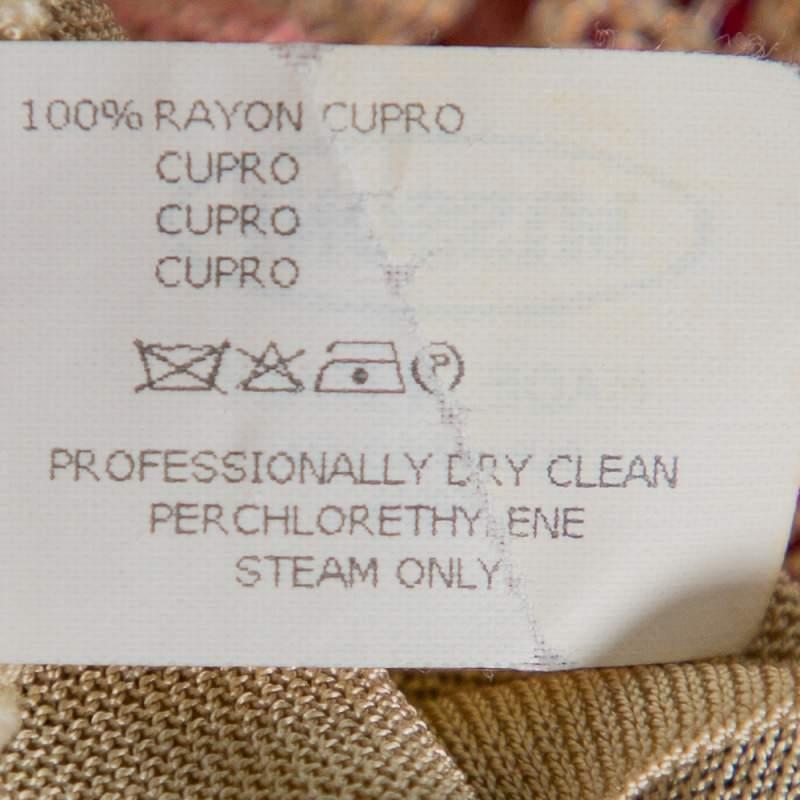 100% RAYON CUPRO
CUPRO
CUPRO
CUPRO
P
PROFESSIONALLY DRY CLEAN
PERCHLORETHYLENE
STEAM ONLY